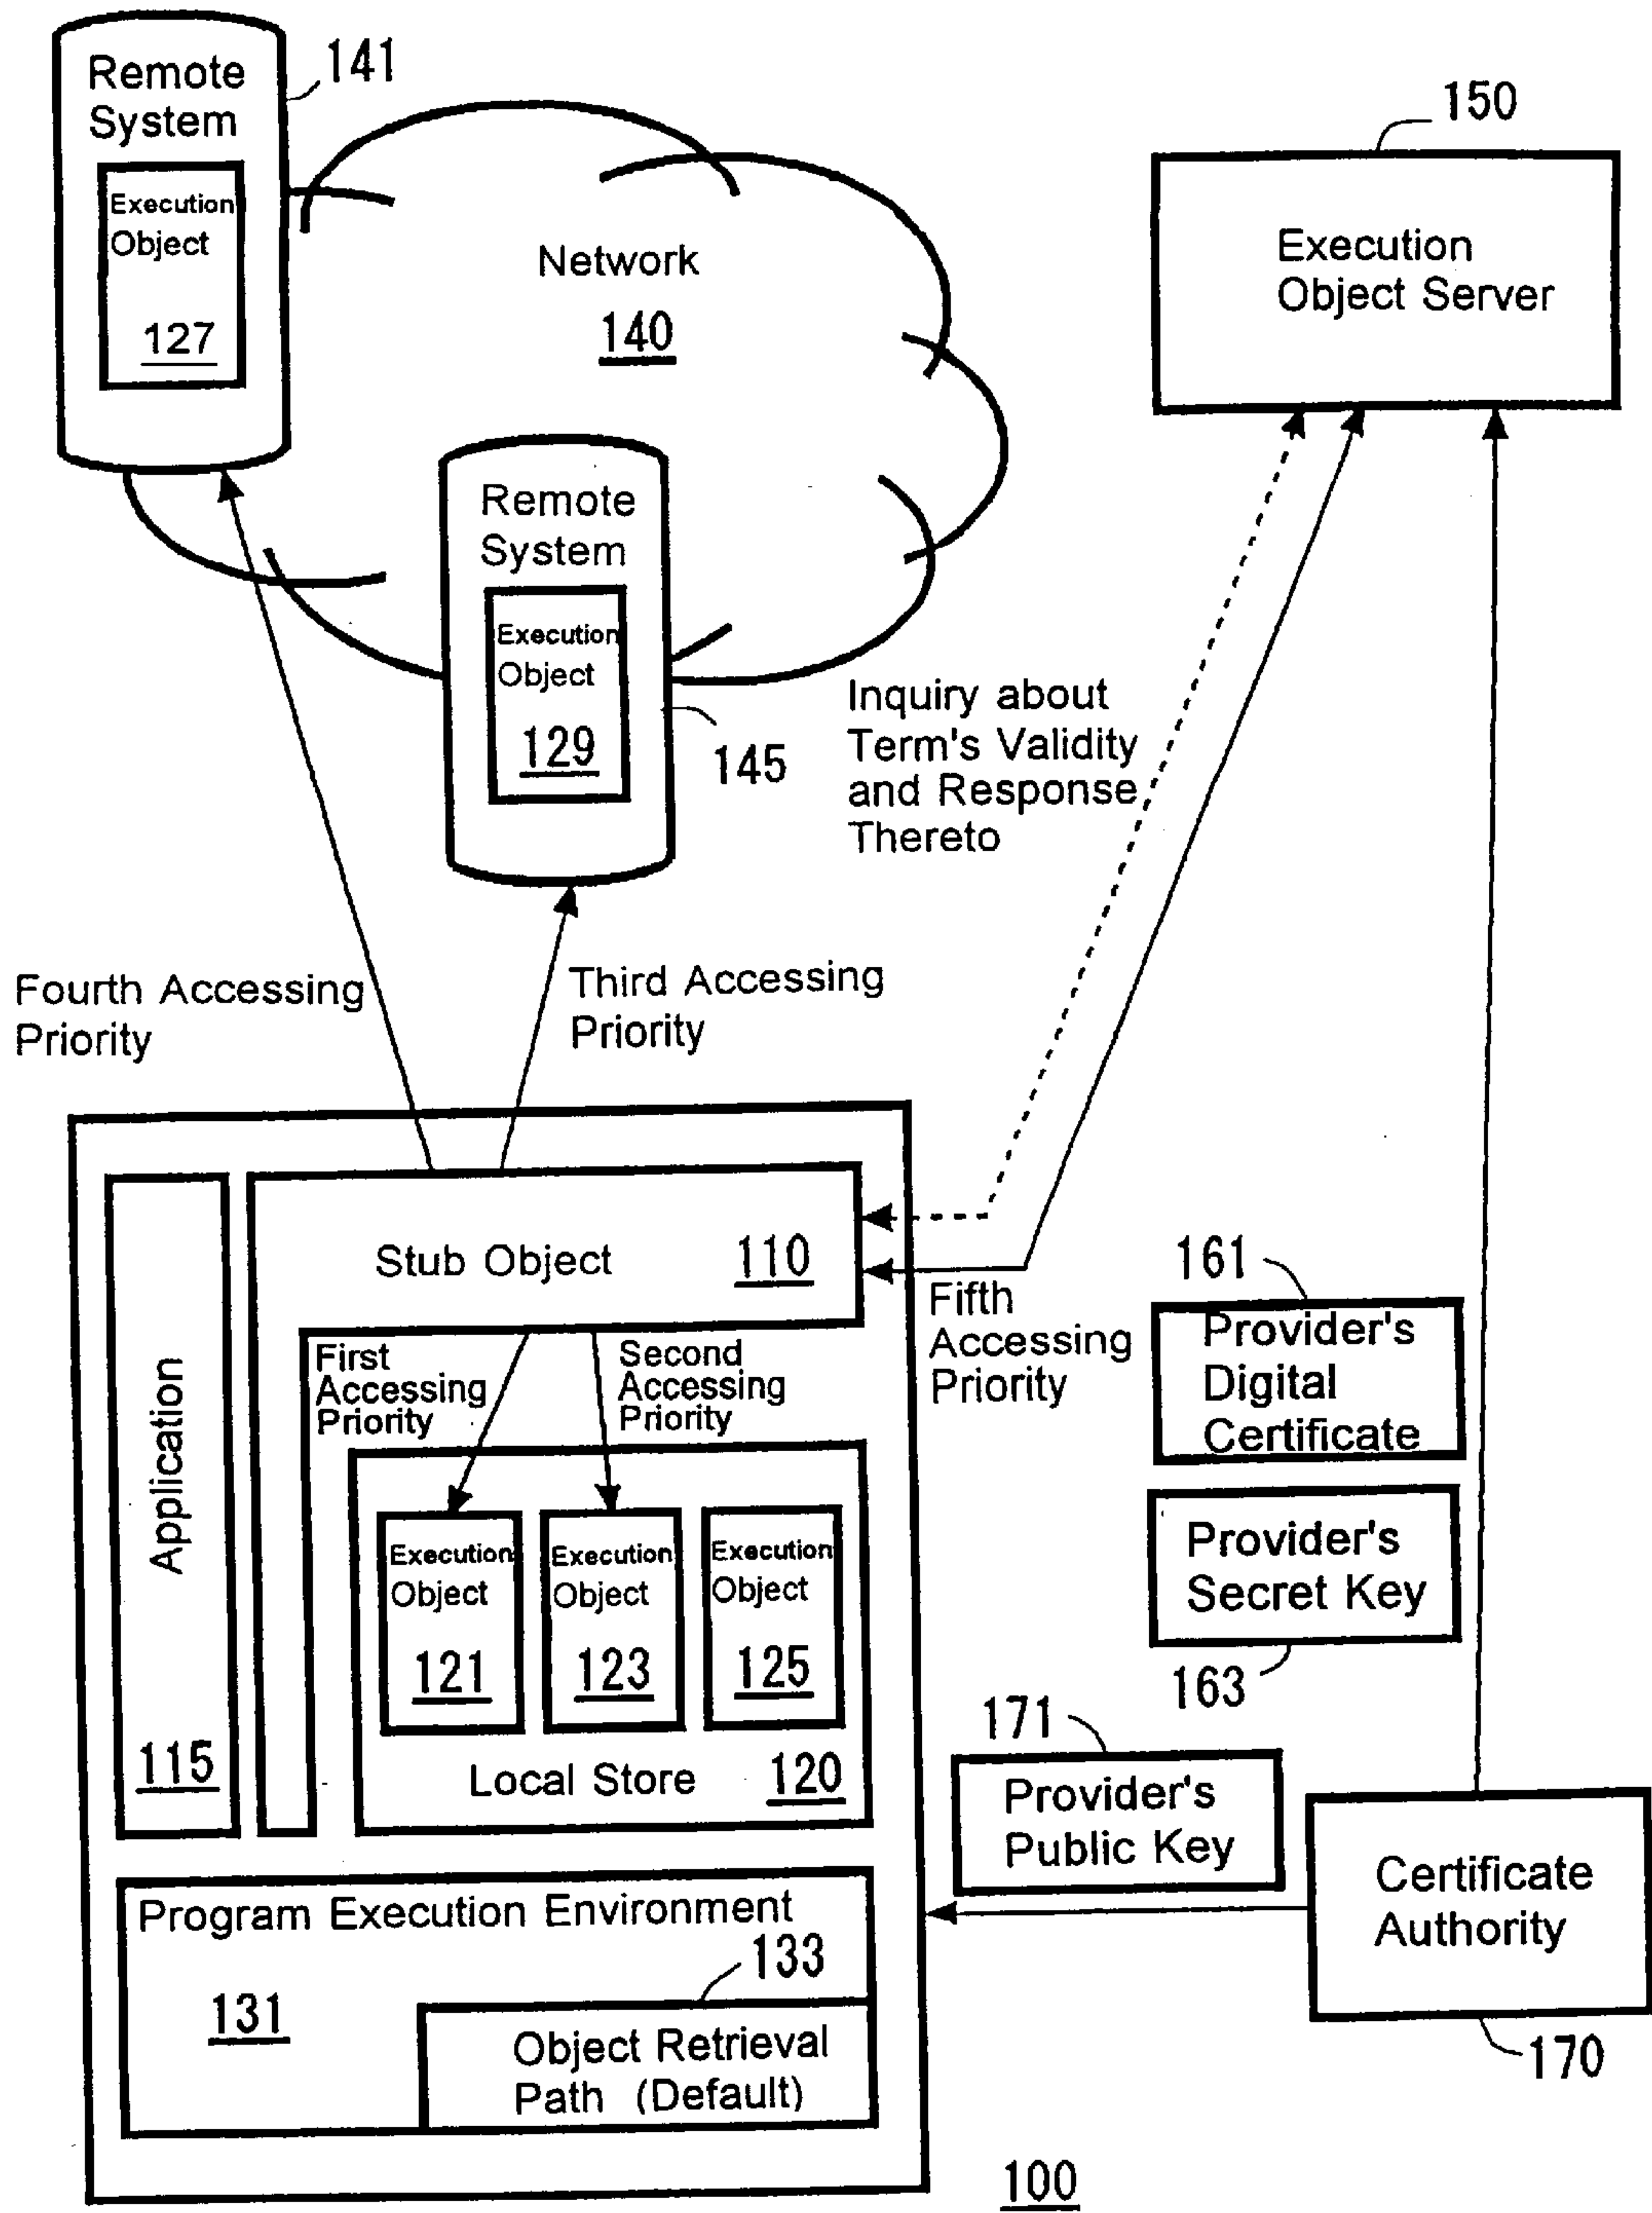 Remote
System
141
Execution
Object
127
Network
140
150
Execution
Object Server
Remote
System
Execution
Object
129
145
Inquiry about
Term's Validity
and Response
Thereto
Fourth Accessing
Priority
Third Accessing
Priority
Stub Object
110
Fifth
Accessing
Priority
First
Accessing
Priority
Second
Accessing
Priority
Application
115
Execution
Object
121
Execution
Object
123
Execution
Object
125
Local Store
120
161
Provider's
Digital
Certificate
Provider's
Secret Key
163
171
Provider's
Public Key
Certificate
Authority
170
Program Execution Environment
131
133
Object Retrieval
Path (Default)
100